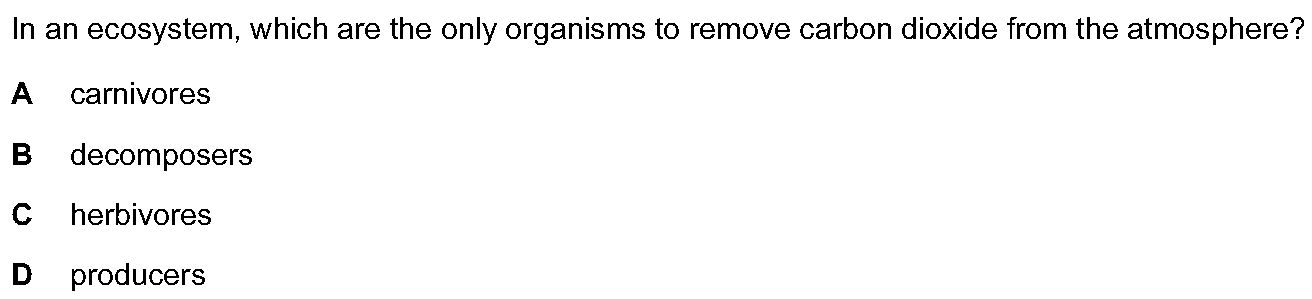 In an ecosystem, which are the only organisms to remove carbon dioxide from the atmosphere?
A carnivores
B decomposers
C herbivores
D producers